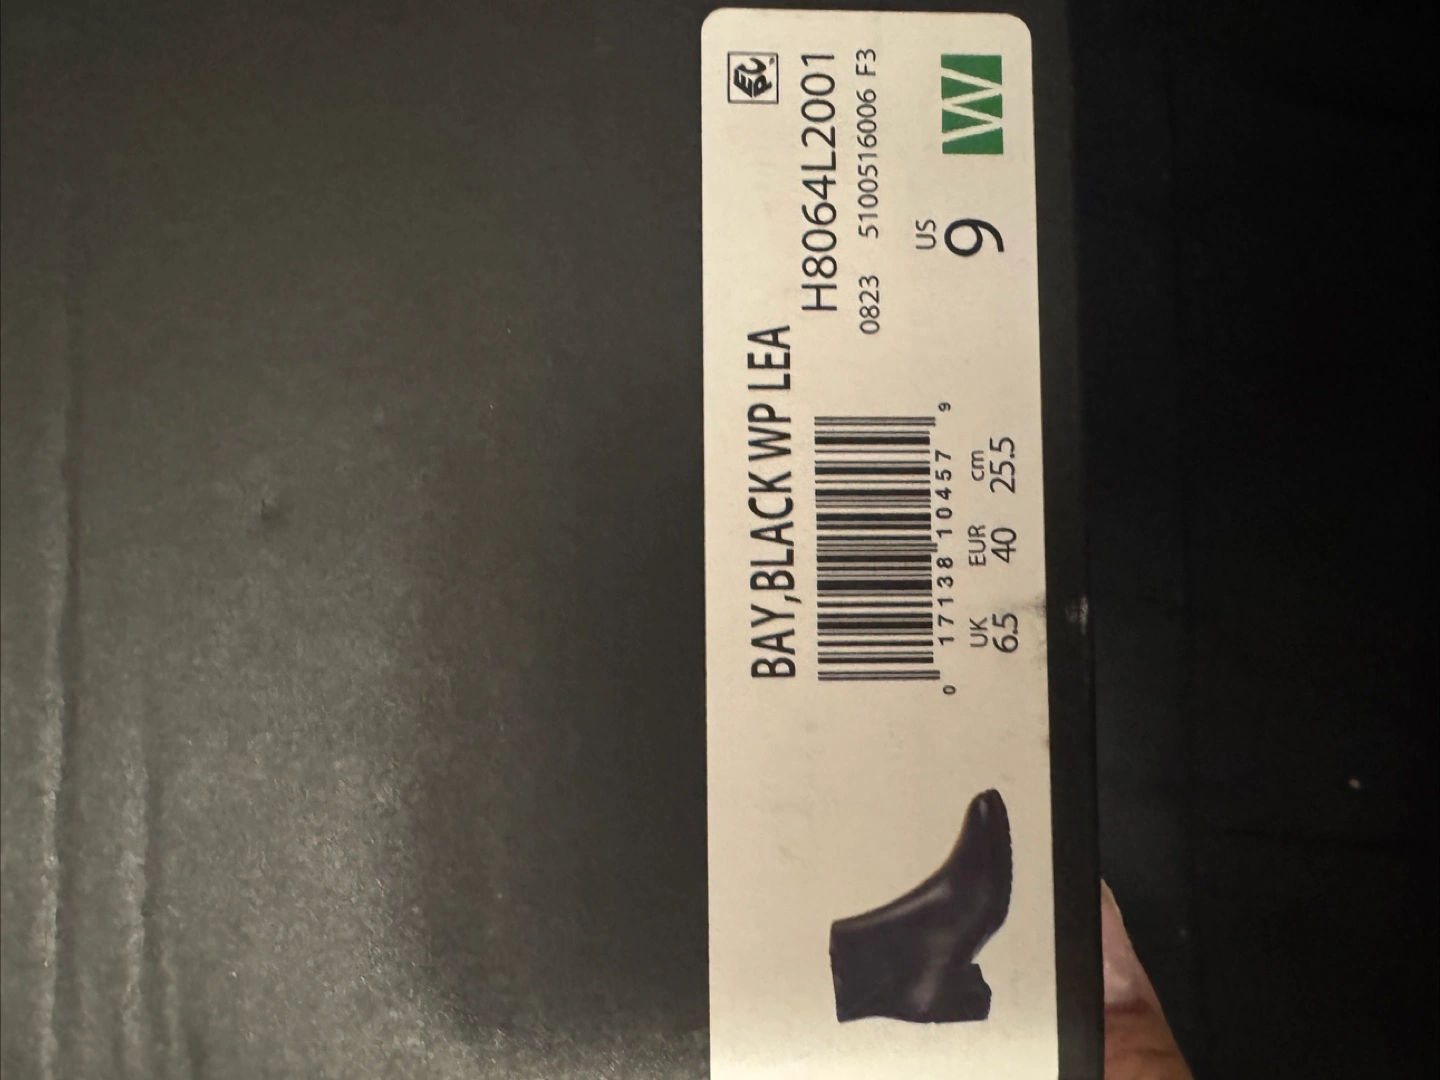 BAY,BLACK WP LEA
H8064L2001
0823 5100516006 F3
0 17138 10457 9
US
9 W
UK EUR cm
6.5 40 25.5